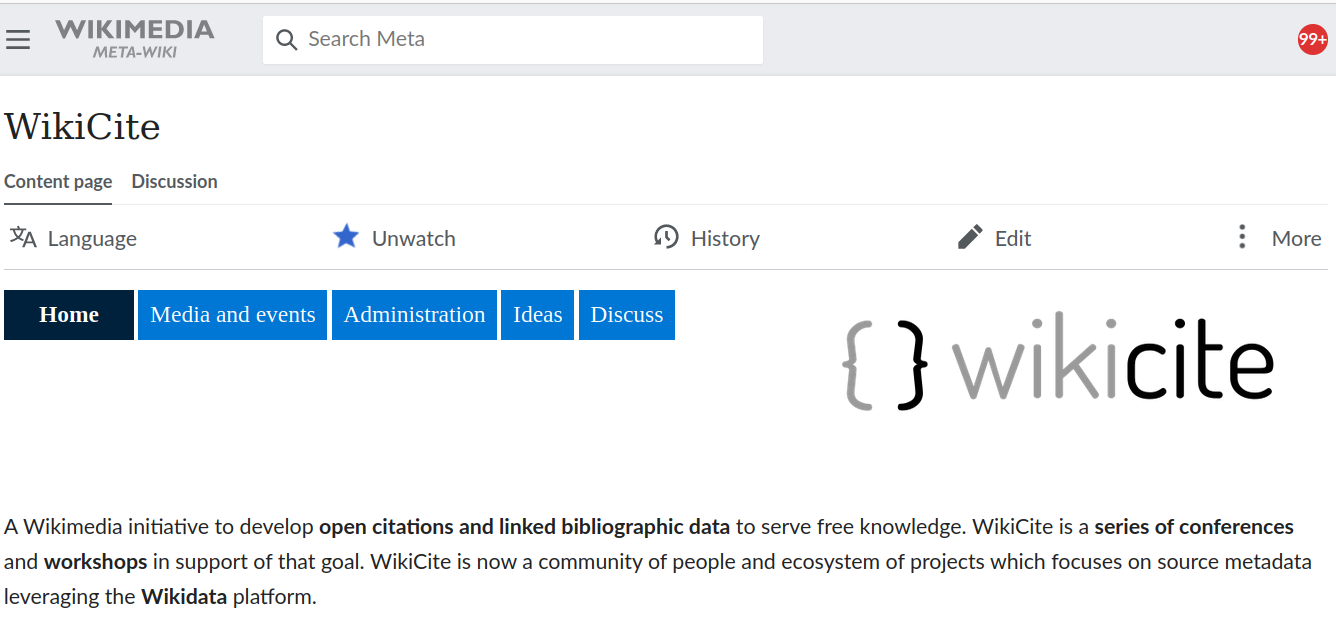 WIKIMEDIA
META-WIKI
Search Meta
99+
WikiCite
Content page Discussion
Language Unwatch History Edit More
Home Media and events Administration Ideas Discuss
{ } wikicite
A Wikimedia initiative to develop open citations and linked bibliographic data to serve free knowledge. WikiCite is a series of conferences
and workshops in support of that goal. WikiCite is now a community of people and ecosystem of projects which focuses on source metadata
leveraging the Wikidata platform.